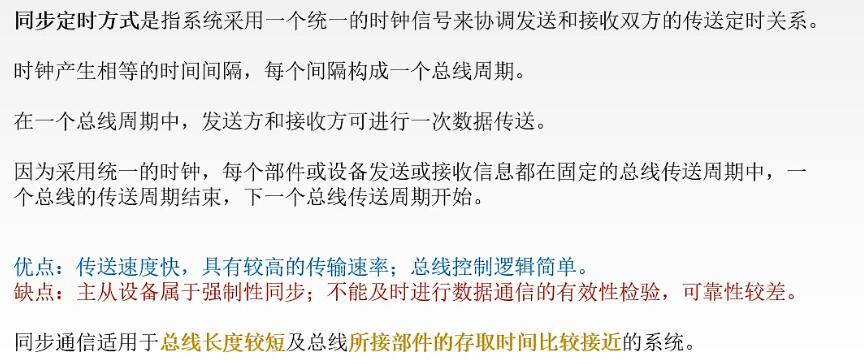 同步定时方式是指系统采用一个统一的时钟信号来协调发送和接收双方的传送定时关系。
时钟产生相等的时间间隔，每个间隔构成一个总线周期。
在一个总线周期中，发送方和接收方可进行一次数据传送。
因为采用统一的时钟，每个部件或设备发送或接收信息都在固定的总线传送周期中，一
个总线的传送周期结束，下一个总线传送周期开始。
优点：传送速度快，具有较高的传输速率；总线控制逻辑简单。
缺点：主从设备属于强制性同步；不能及时进行数据通信的有效性检验，可靠性较差。
同步通信适用于总线长度较短及总线所接部件的存取时间比较接近的系统。